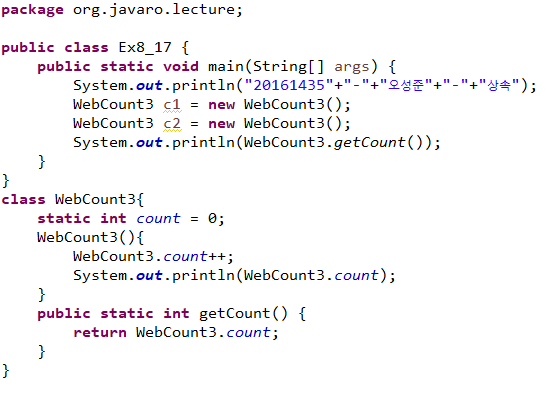 package org.javaro.lecture;

public class Ex8_17 {
    public static void main(String[] args) {
        System.out.println("20161435"+"-"+"오성준"+"-"+"상속");
        WebCount3 c1 = new WebCount3();
        WebCount3 c2 = new WebCount3();
        System.out.println(WebCount3.getCount());
    }
}
class WebCount3{
    static int count = 0;
    WebCount3(){
        WebCount3.count++;
        System.out.println(WebCount3.count);
    }
    public static int getCount() {
        return WebCount3.count;
    }
}